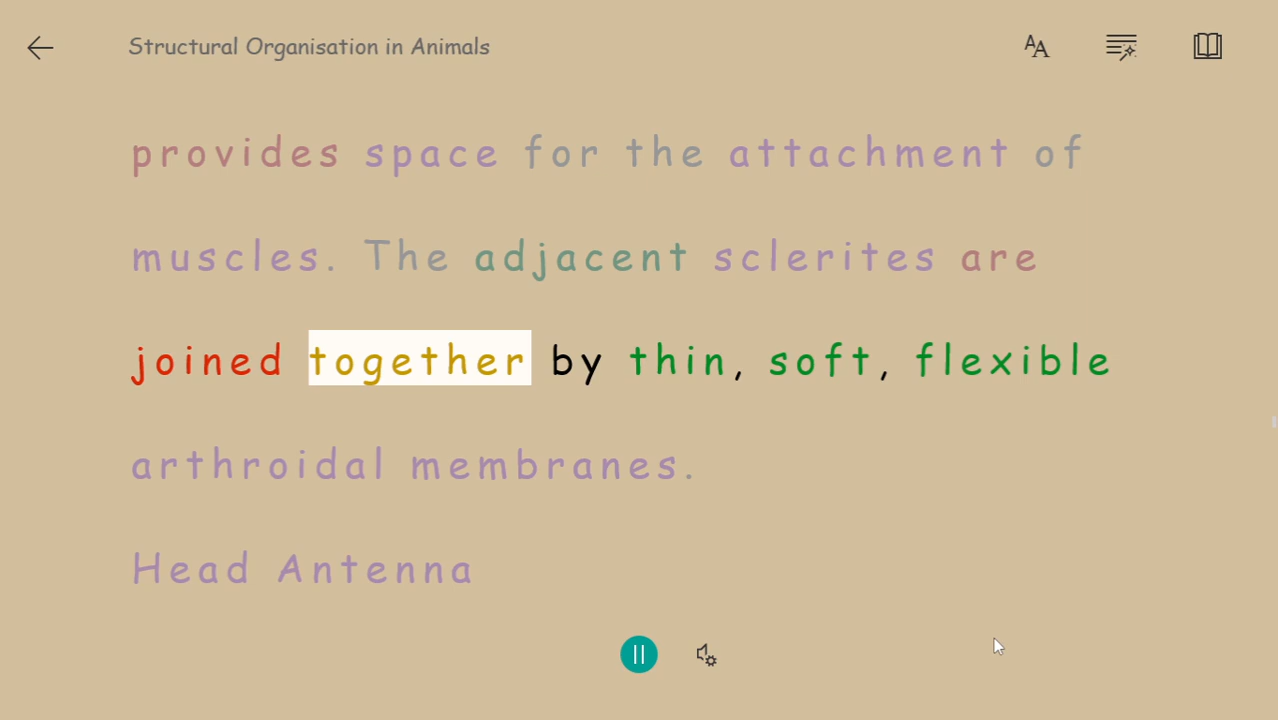 Structural Organisation in Animals
provides space for the attachment of
muscles. The adjacent sclerites are
joined together by thin, soft, flexible
arthroidal membranes.
Head Antenna